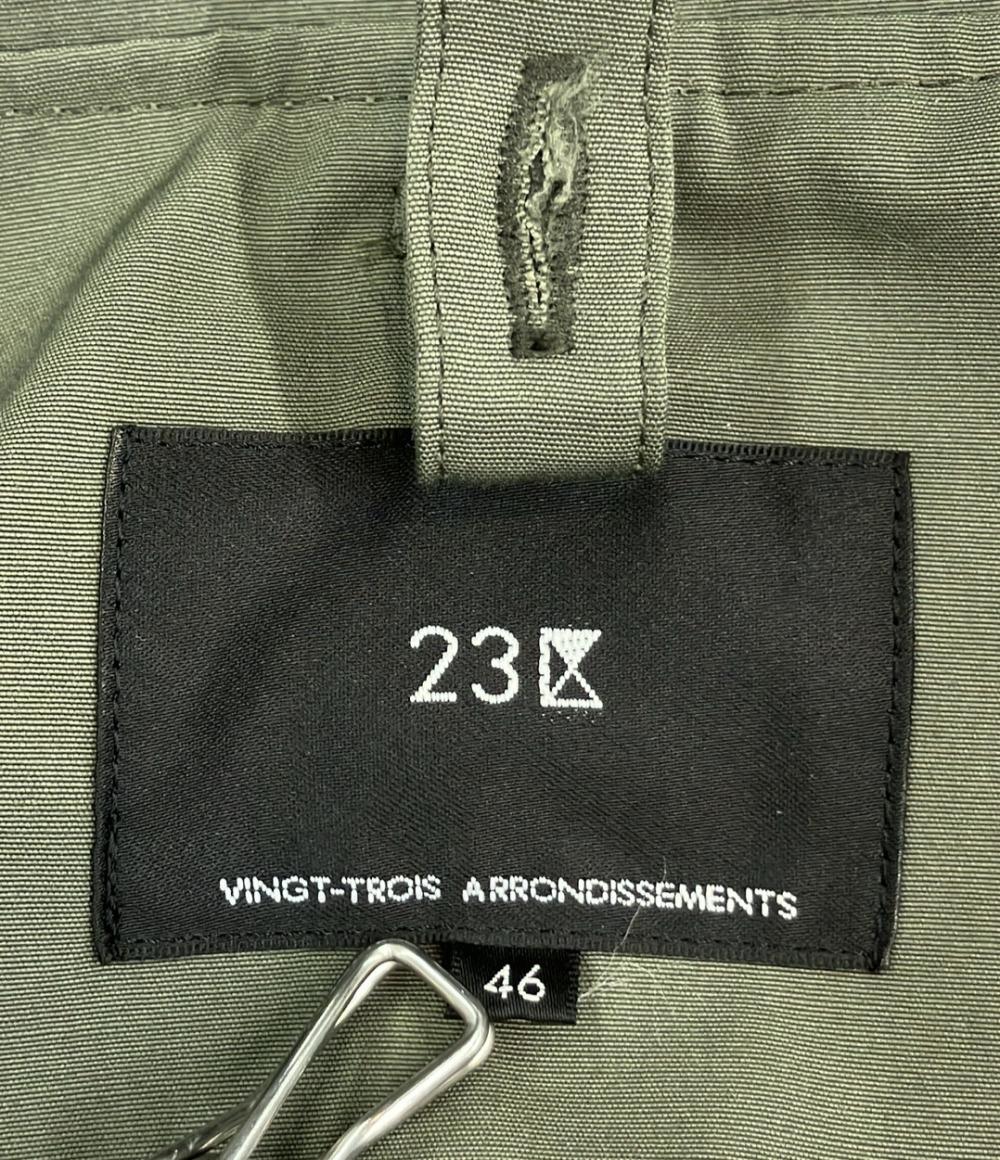 23区
VINGT-TROIS ARRONDISSEMENTS
46